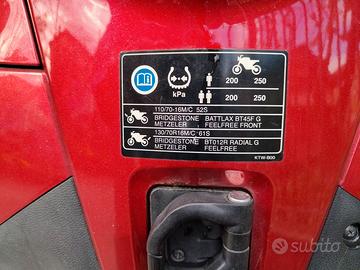 kPa
200 250
200 250
110/70-16M/C 52S
BRIDGESTONE BATTLAX BT45F G
METZELER FEELFREE FRONT
130/70R16M/C 61S
BRIDGESTONE BT012R RADIAL G
METZELER FEELFREE
KTW-B00
subito